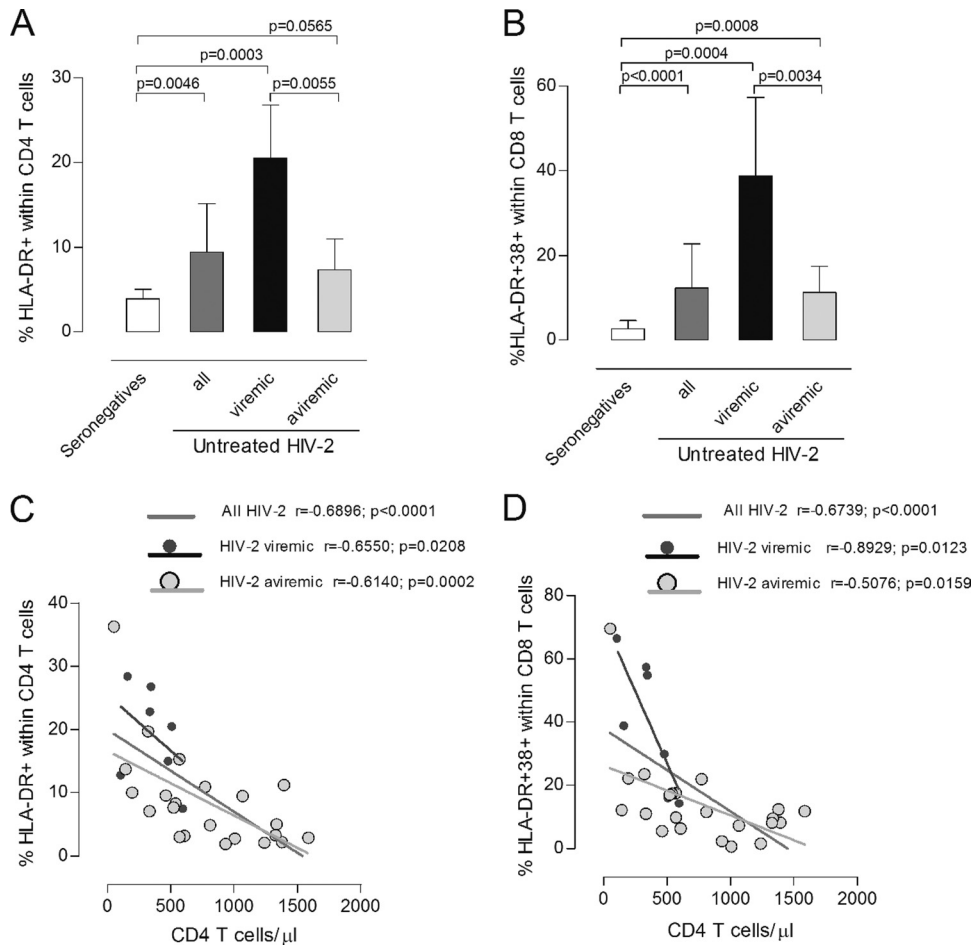 A
p=0.0565
p=0.0003
p=0.0046
p=0.0055
30
20
10
0
% HLA-DR+ within CD4 T cells
Seronegatives
all
viremic
aviremic
Untreated HIV-2
B
p=0.0008
p=0.0004
p<0.0001
p=0.0034
60
40
20
0
%HLA-DR+38+ within CD8 T cells
Seronegatives
all
viremic
aviremic
Untreated HIV-2
C
All HIV-2 r=-0.6896; p<0.0001
HIV-2 viremic r=-0.6550; p=0.0208
HIV-2 aviremic r=-0.6140; p=0.0002
40
30
20
10
0
% HLA-DR+ within CD4 T cells
0 500 1000 1500 2000
CD4 T cells/µl
D
All HIV-2 r=-0.6739; p<0.0001
HIV-2 viremic r=-0.8929; p=0.0123
HIV-2 aviremic r=-0.5076; p=0.0159
80
60
40
20
0
% HLA-DR+38+ within CD8 T cells
0 500 1000 1500 2000
CD4 T cells/µl